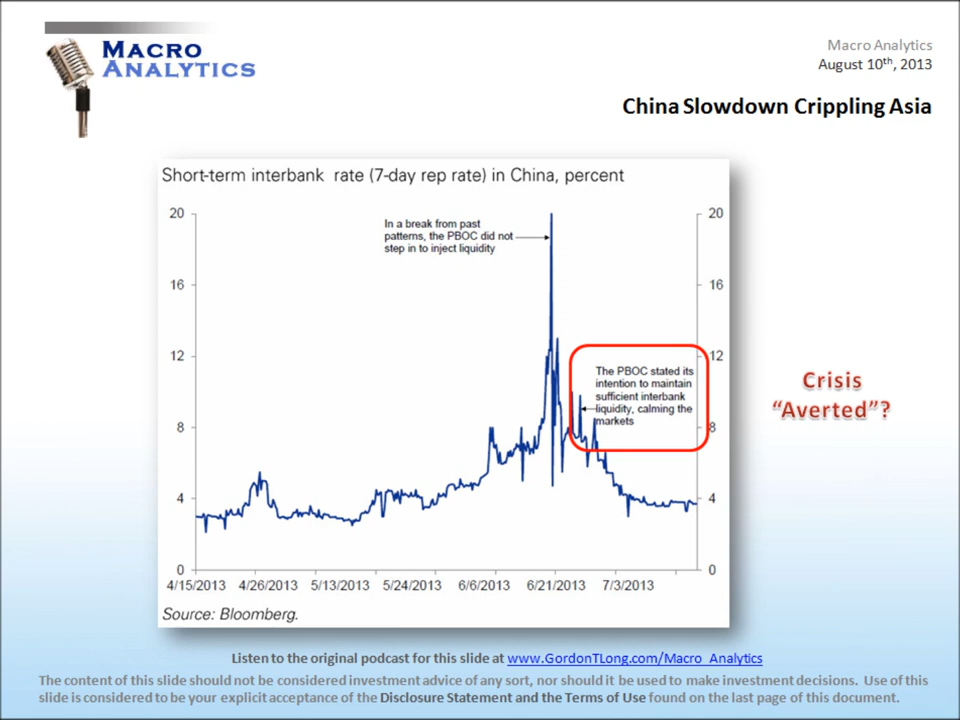 MACRO
ANALYTICS
Macro Analytics
August 10th, 2013
China Slowdown Crippling Asia
Short-term interbank rate (7-day rep rate) in China, percent
20
16
12
8
4
0
In a break from past
patterns, the PBOC did not
step in to inject liquidity
The PBOC stated its
intention to maintain
sufficient interbank
liquidity, calming the
markets
20
16
12
8
4
0
4/15/2013 4/26/2013 5/13/2013 5/24/2013 6/6/2013 6/21/2013 7/3/2013
Source: Bloomberg.
Crisis
"Averted"?
Listen to the original podcast for this slide at www.GordonTLong.com/Macro_Analytics
The content of this slide should not be considered investment advice of any sort, nor should it be used to make investment decisions. Use of this
slide is considered to be your explicit acceptance of the Disclosure Statement and the Terms of Use found on the last page of this document.